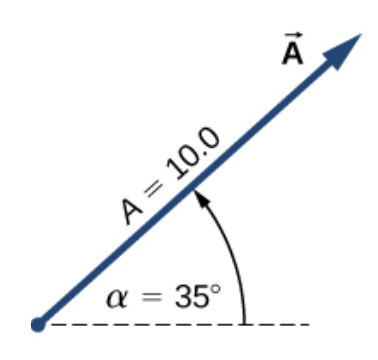 A⃗
A = 10.0
α = 35°